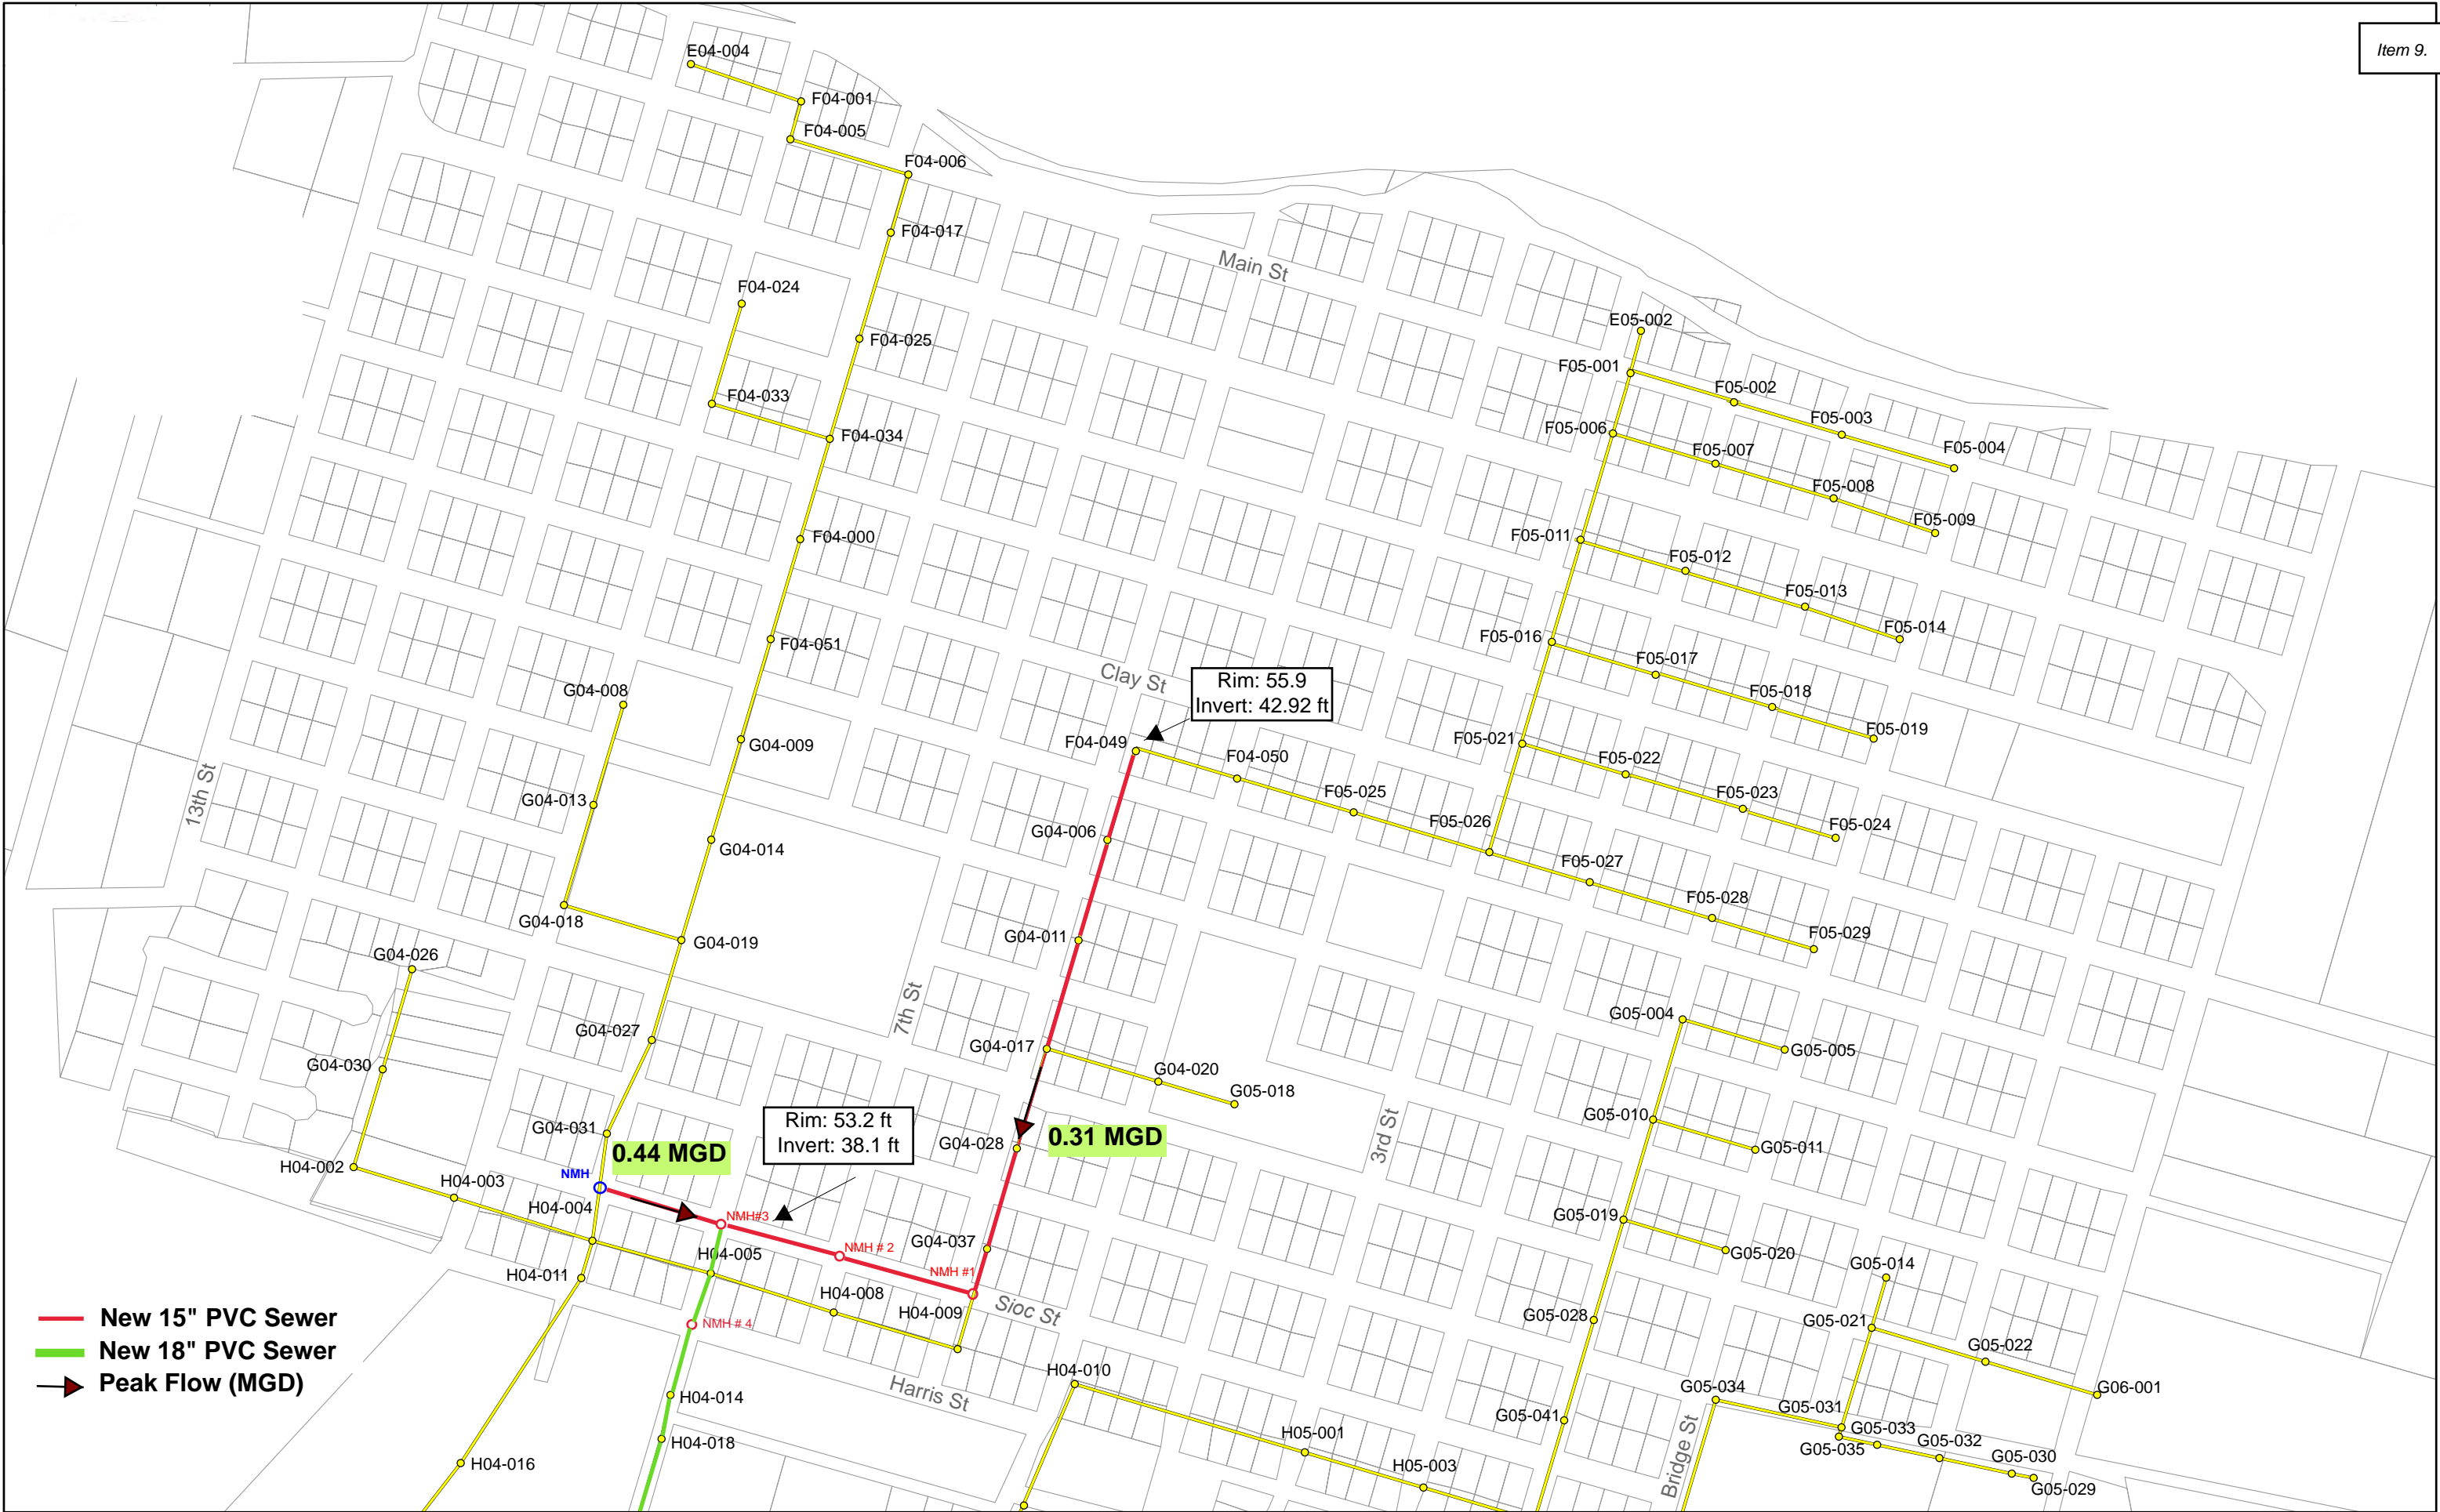 Item 9.
E04-004
F04-001
F04-005
F04-006
F04-017
Main St
F04-024
E05-002
F04-025
F05-001
F05-002
F04-033
F05-003
F04-034
F05-006
F05-004
F05-007
F05-008
F05-009
F04-000
F05-011
F05-012
F05-013
F04-051
F05-016
F05-014
F05-017
Clay St
Rim: 55.9
Invert: 42.92 ft
G04-008
F05-018
F05-019
G04-009
F04-049
F05-021
F04-050
F05-022
13th St
G04-013
F05-025
F05-023
F05-026
F05-024
G04-006
G04-014
F05-027
F05-028
G04-018
G04-019
G04-011
F05-029
G04-026
7th St
G05-004
G04-027
G04-017
G05-005
G04-030
G04-020
G05-018
G05-010
3rd St
G04-031
Rim: 53.2 ft
Invert: 38.1 ft
G04-028
0.31 MGD
0.44 MGD
G05-011
H04-002
NMH
H04-003
H04-004
NMH#3
G05-019
G04-037
NMH # 2
H04-005
G05-020
G05-014
NMH #1
H04-011
H04-008
H04-009
Sioc St
G05-028
G05-021
New 15" PVC Sewer
NMH # 4
G05-022
New 18" PVC Sewer
H04-010
Peak Flow (MGD)
H04-014
Harris St
G05-034
G06-001
G05-031
G05-041
G05-033
H04-018
H05-001
Bridge St
G05-035
G05-032
H04-016
G05-030
H05-003
G05-029